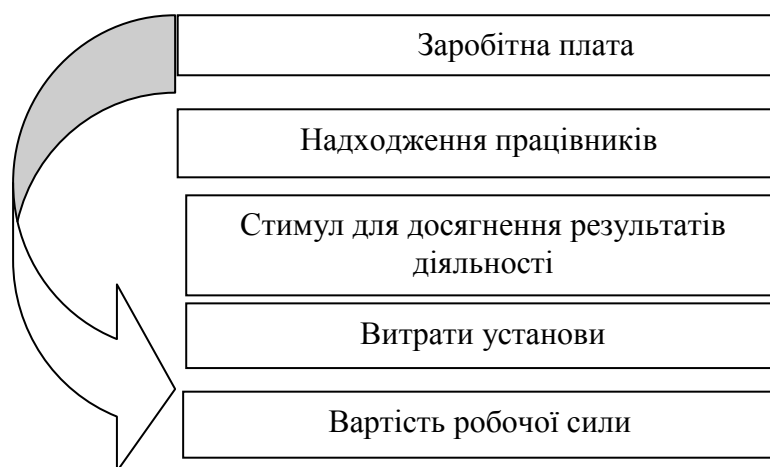 Заробітна плата
Надходження працівників
Стимул для досягнення результатів
діяльності
Витрати установи
Вартість робочої сили